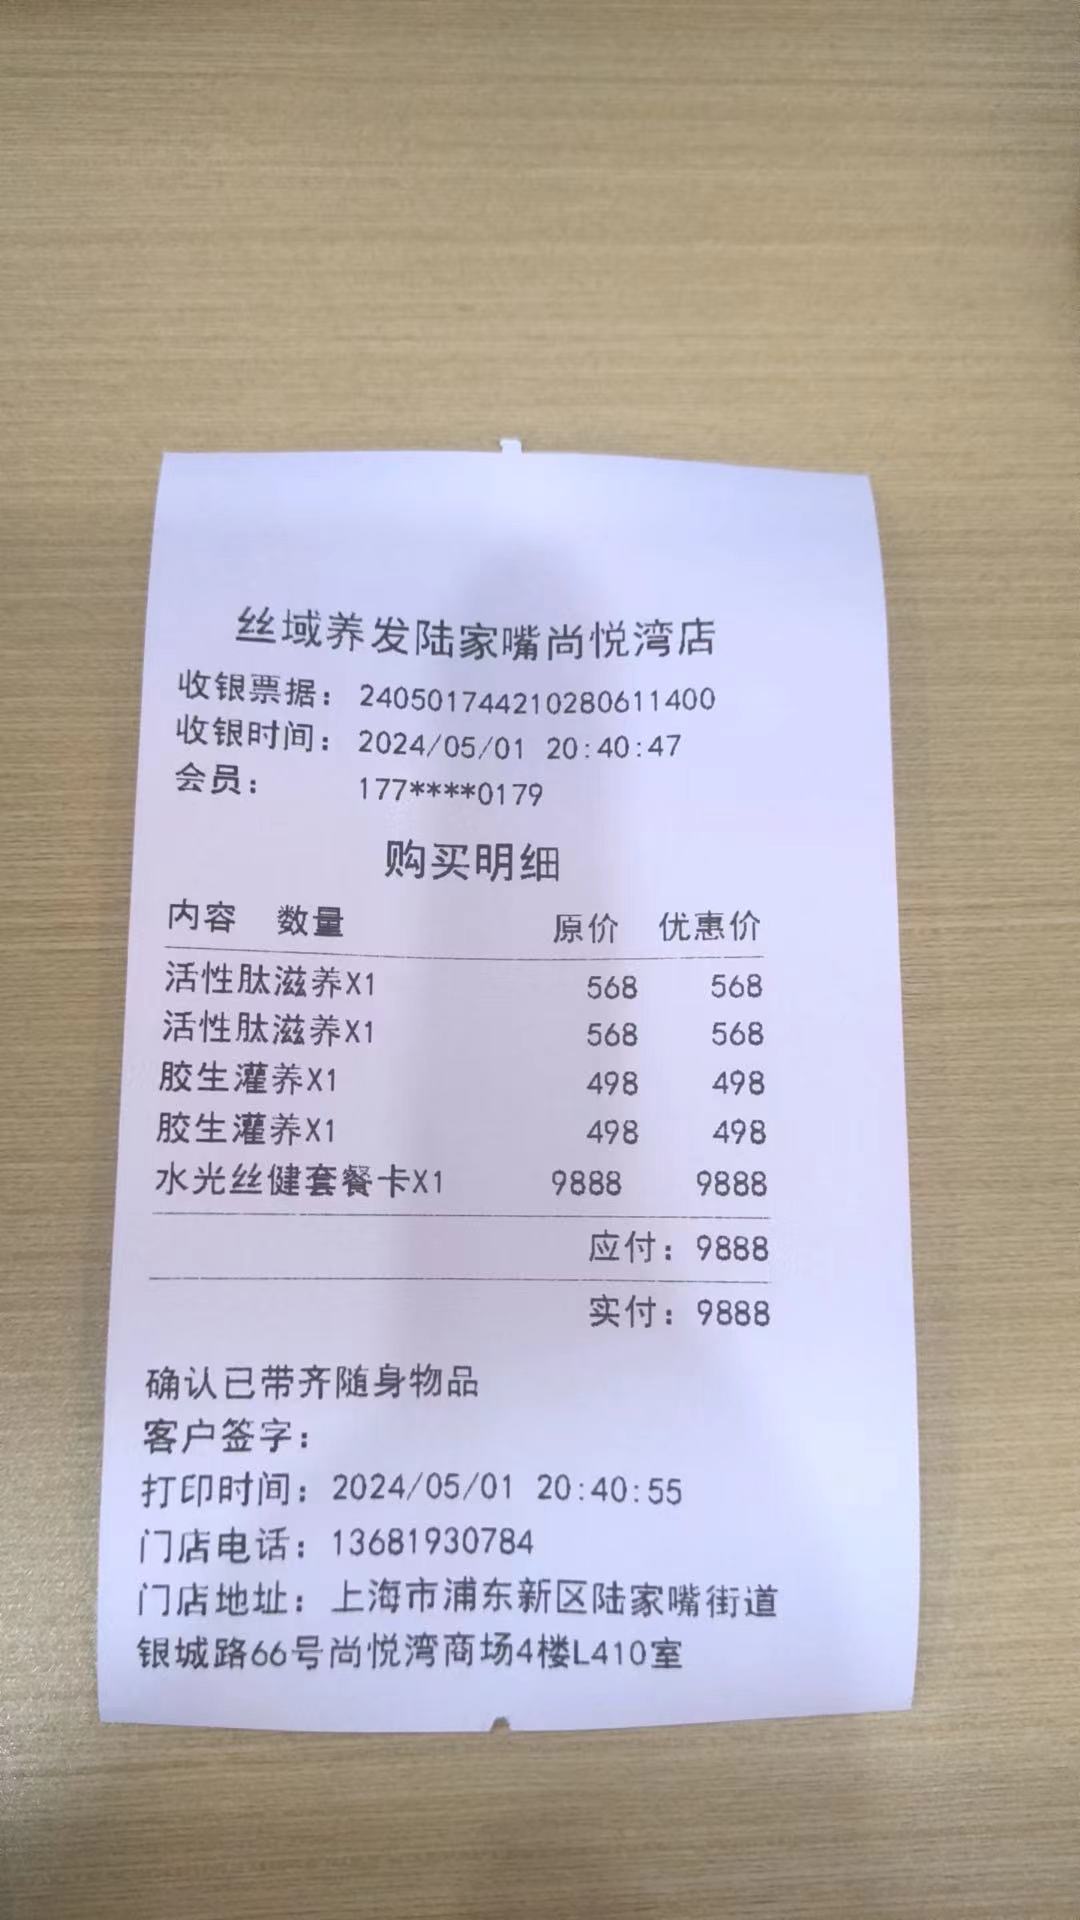 丝域养发陆家嘴尚悦湾店
收银票据: 240501744210280611400
收银时间: 2024/05/01 20:40:47
会员: 177****0179
购买明细
内容 数量 原价 优惠价
活性肽滋养X1 568 568
活性肽滋养X1 568 568
胶生灌养X1 498 498
胶生灌养X1 498 498
水光丝健套餐卡X1 9888 9888
应付: 9888
实付: 9888
确认已带齐随身物品
客户签字:
打印时间: 2024/05/01 20:40:55
门店电话: 13681930784
门店地址: 上海市浦东新区陆家嘴街道
银城路66号尚悦湾商场4楼L410室